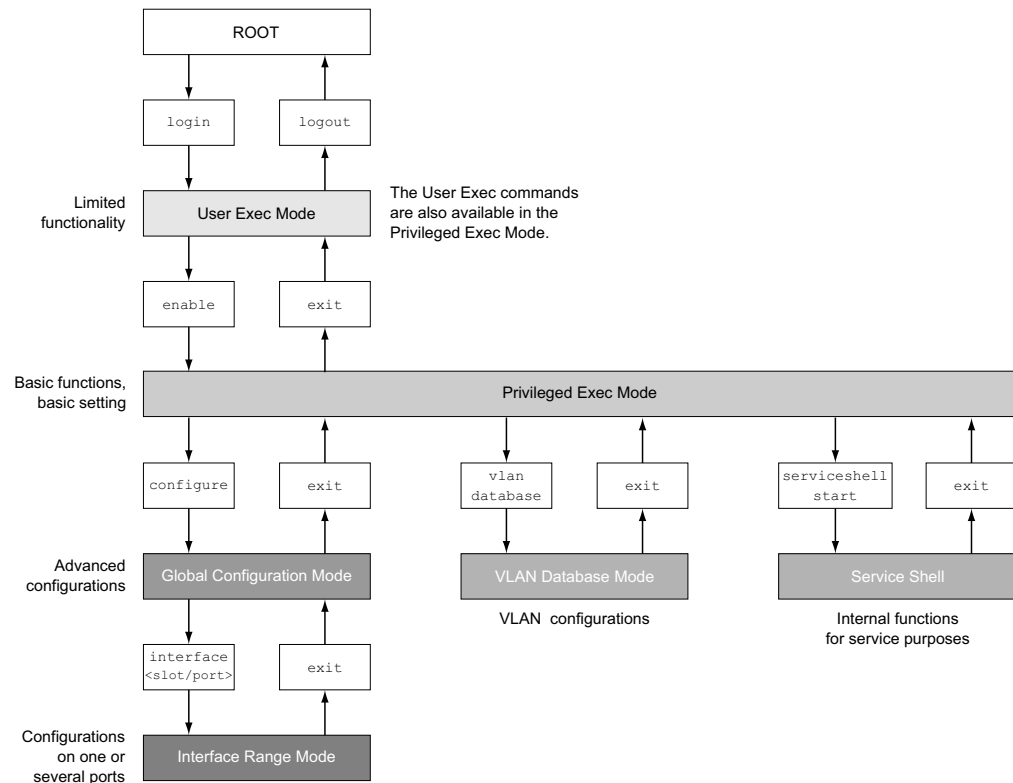 ROOT
login
logout
Limited
functionality
User Exec Mode
The User Exec commands
are also available in the
Privileged Exec Mode.
enable
exit
Basic functions,
basic setting
Privileged Exec Mode
configure
exit
vlan
database
exit
serviceshell
start
exit
Advanced
configurations
Global Configuration Mode
VLAN Database Mode
Service Shell
VLAN configurations
Internal functions
for service purposes
interface
<slot/port>
exit
Configurations
on one or
several ports
Interface Range Mode